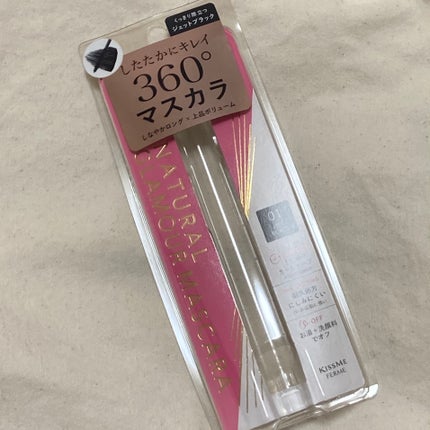 くっきり際立つ
ジェットブラック
したたかにキレイ
360°
マスカラ
しなやかロング×上品ボリューム
NATURAL
GLAMOUR MASCARA
01
にじみにくい
お湯+洗顔料
でオフ
KISSME
FERME